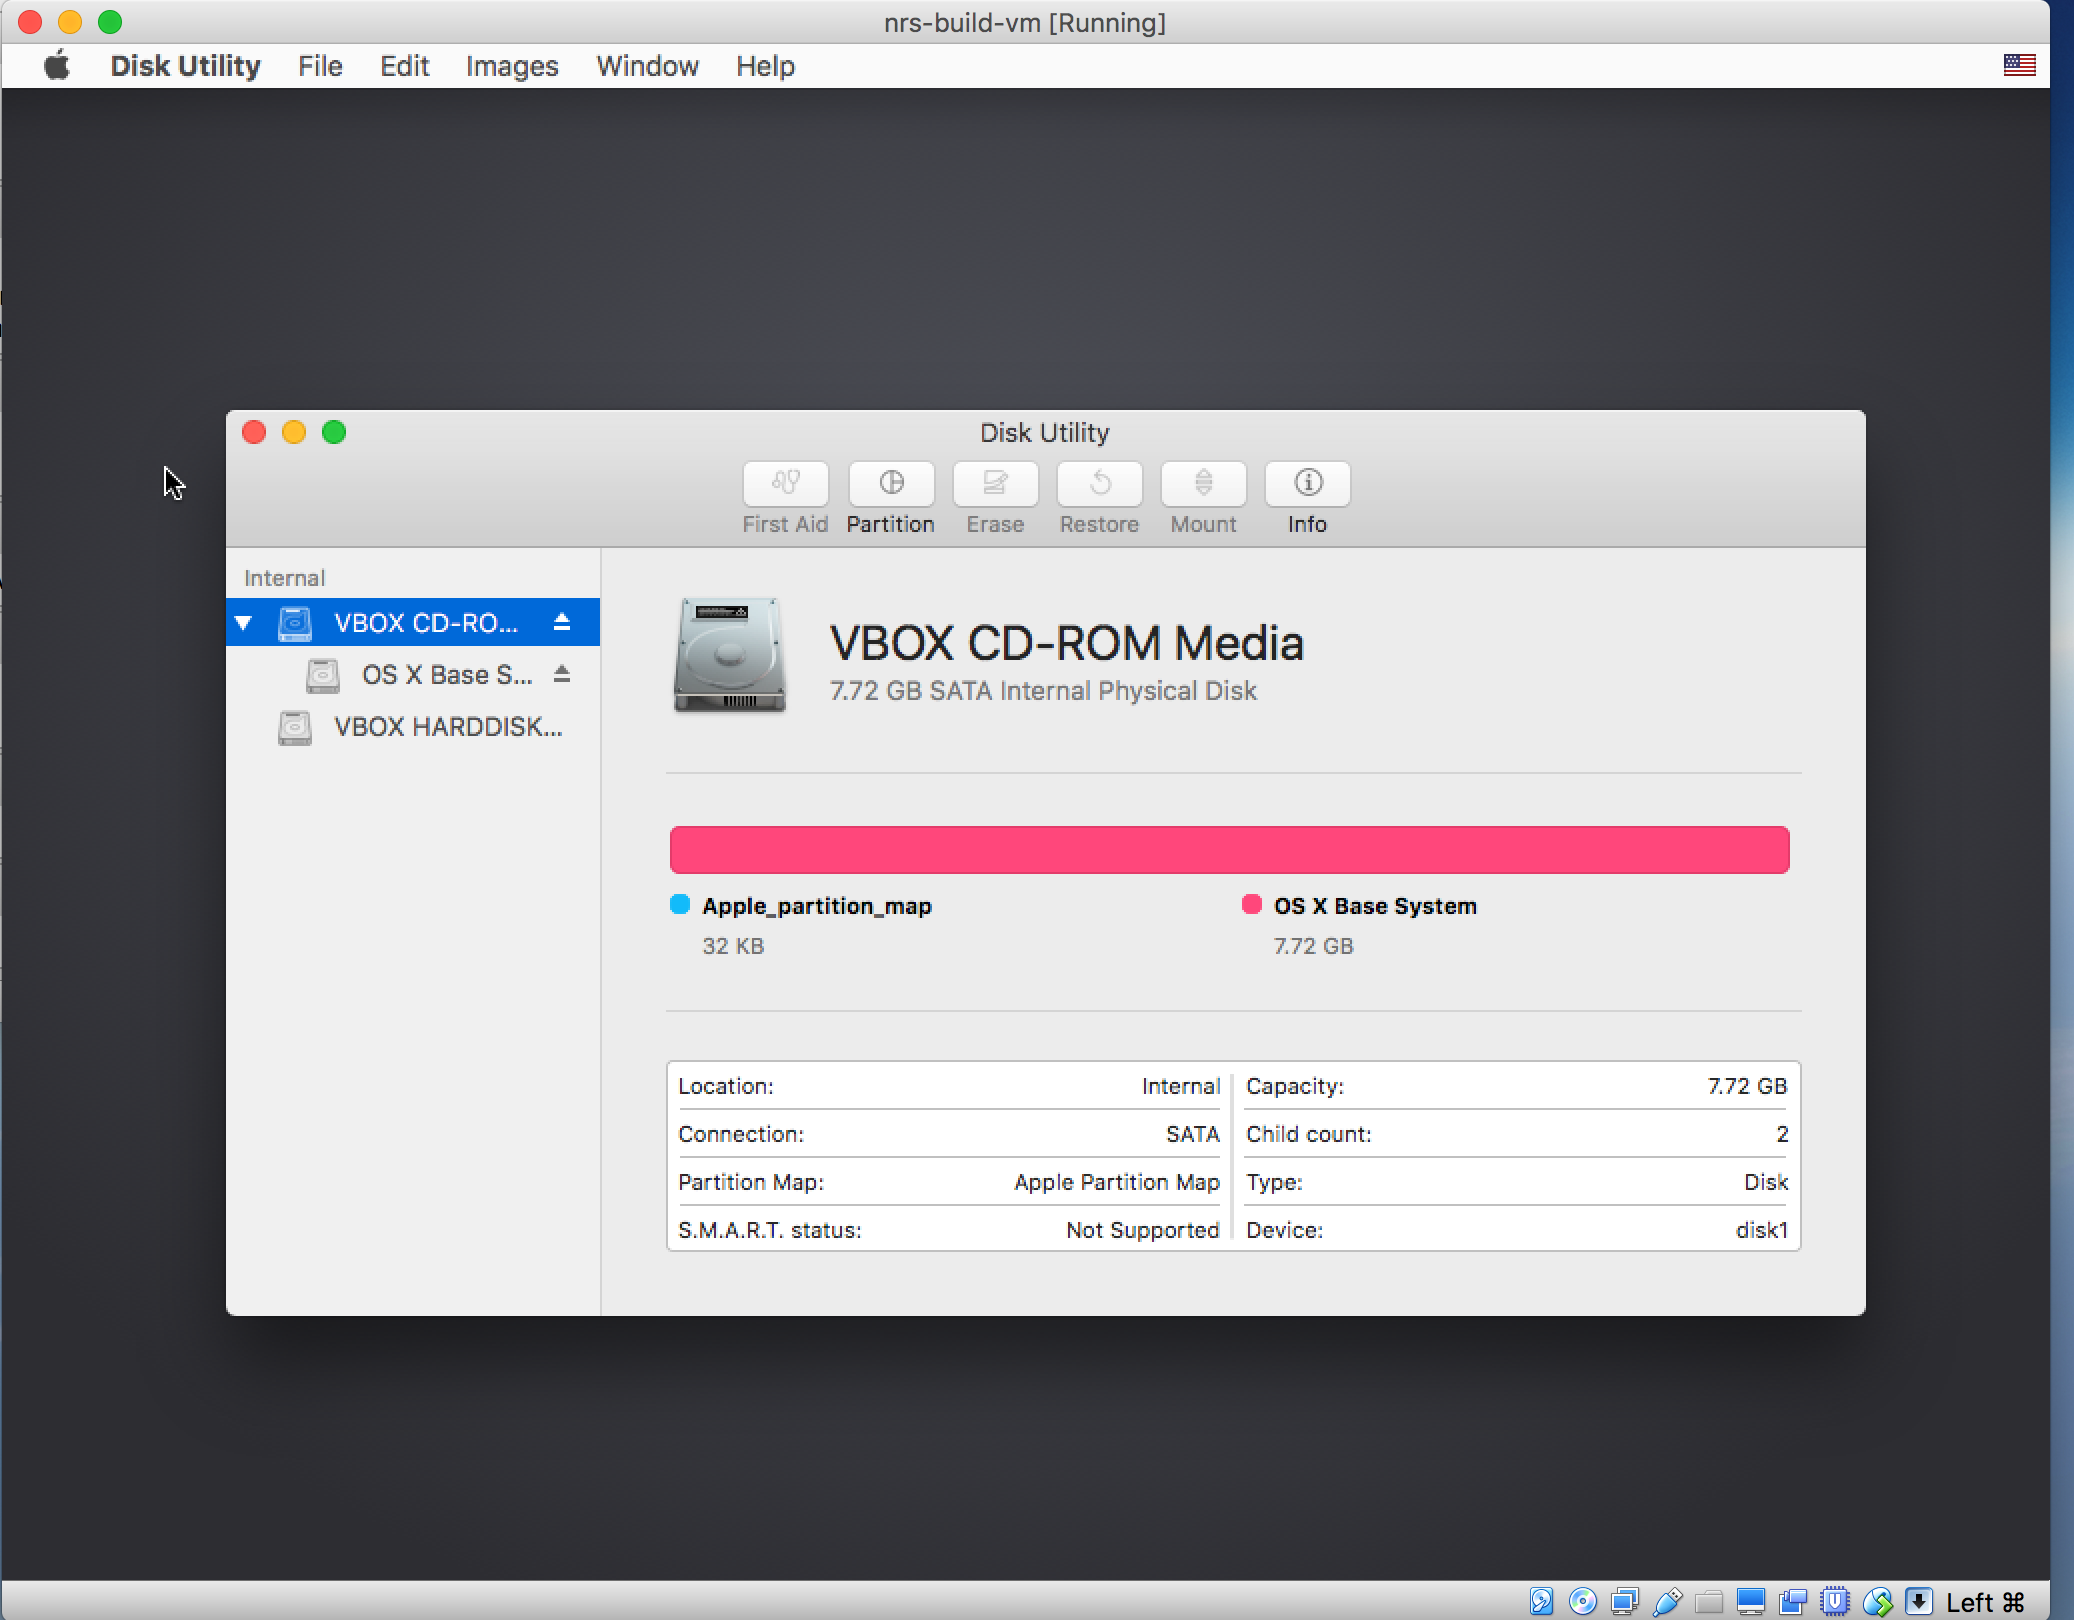 nrs-build-vm [Running]
Disk Utility File Edit Images Window Help
Disk Utility
First Aid Partition Erase Restore Mount Info
Internal
VBOX CD-RO...
OS X Base S...
VBOX HARDDISK...
VBOX CD-ROM Media
7.72 GB SATA Internal Physical Disk
Apple_partition_map
32 KB
OS X Base System
7.72 GB
Location: Internal
Capacity: 7.72 GB
Connection: SATA
Child count: 2
Partition Map: Apple Partition Map
Type: Disk
S.M.A.R.T. status: Not Supported
Device: disk1
Left ⌘